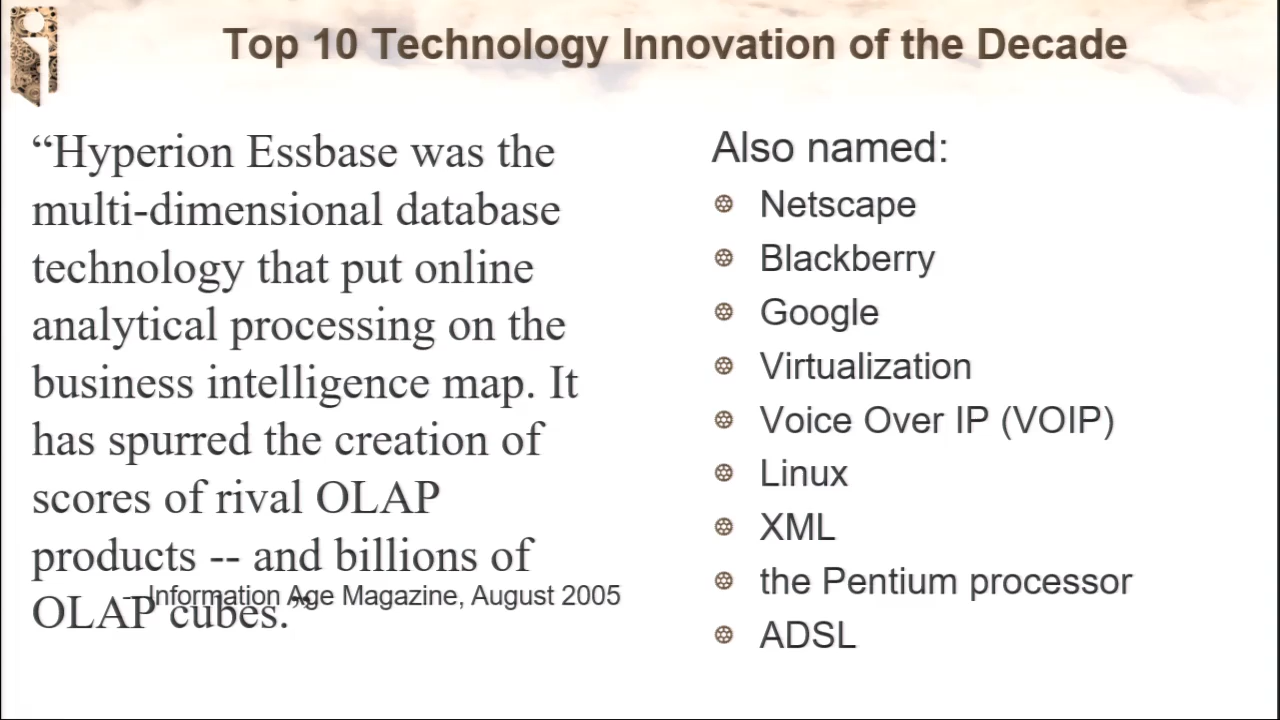 Top 10 Technology Innovation of the Decade
“Hyperion Essbase was the
multi-dimensional database
technology that put online
analytical processing on the
business intelligence map. It
has spurred the creation of
scores of rival OLAP
products -- and billions of
OLAP cubes.”
-- Information Age Magazine, August 2005
Also named:
Netscape
Blackberry
Google
Virtualization
Voice Over IP (VOIP)
Linux
XML
the Pentium processor
ADSL